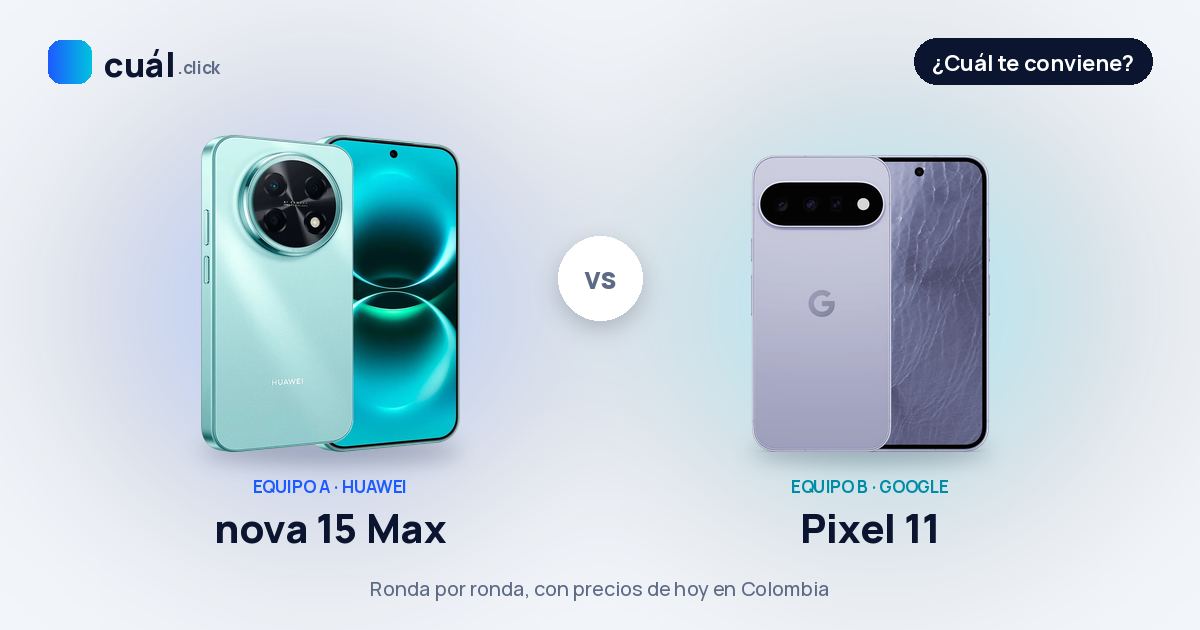 cuál.click
¿Cuál te conviene?
HUAWEI
G
VS
EQUIPO A · HUAWEI
nova 15 Max
EQUIPO B · GOOGLE
Pixel 11
Ronda por ronda, con precios de hoy en Colombia